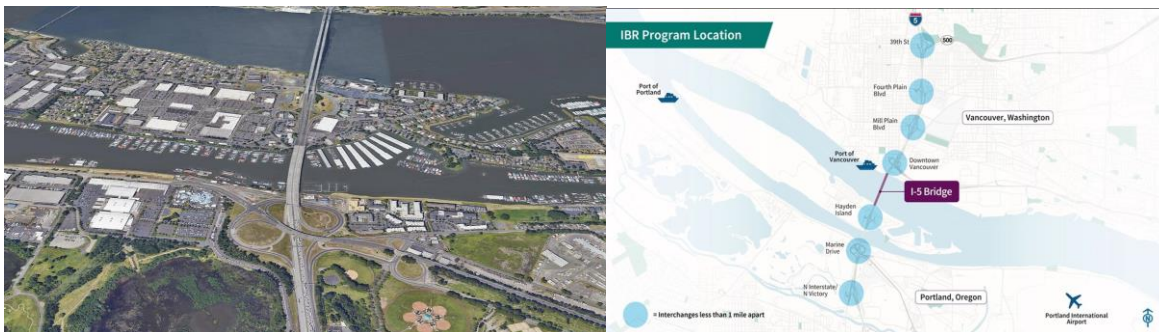 IBR Program Location
5
39th St
500
Fourth Plain
Blvd
Port of
Portland
Vancouver, Washington
Mill Plain
Blvd
Port of
Vancouver
Downtown
Vancouver
I-5 Bridge
Hayden
Island
Marine
Drive
N Interstate/
N Victory
Portland, Oregon
= Interchanges less than 1 mile apart
Portland International
Airport
N